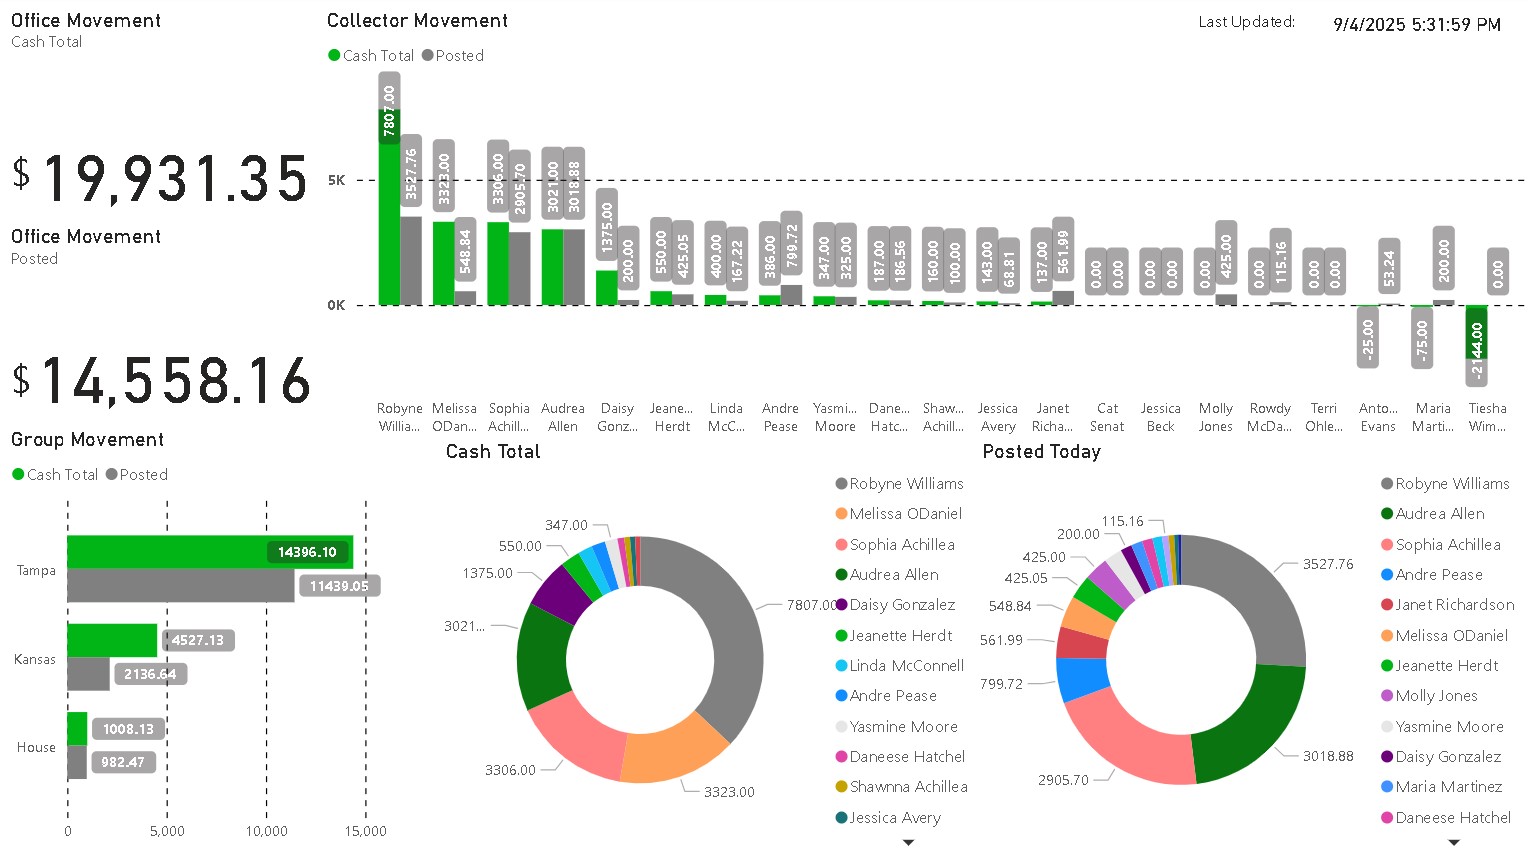 Office Movement
Cash Total
$ 19,931.35
Office Movement
Posted
$ 14,558.16
Collector Movement
Cash Total Posted
Last Updated: 9/4/2025 5:31:59 PM
5K
0K
7807.00
3527.76
3323.00
548.84
3306.00
2905.70
3021.00
3018.88
1375.00
200.00
550.00
425.05
400.00
167.22
386.00
799.72
347.00
325.00
187.00
186.56
160.00
100.00
143.00
68.81
137.00
561.99
0.00
0.00
0.00
0.00
0.00
425.00
0.00
115.16
0.00
0.00
-25.00
53.24
-75.00
200.00
-2144.00
0.00
Robyne Willia...
Melissa ODan...
Sophia Achill...
Audrea Allen
Daisy Gonz...
Jeane... Herdt
Linda McC...
Andre Pease
Yasmi... Moore
Dane... Hatc...
Shaw... Achill...
Jessica Avery
Janet Richa...
Cat Senat
Jessica Beck
Molly Jones
Rowdy McDa...
Terri Ohle...
Anto... Evans
Maria Marti...
Tiesha Wim...
Group Movement
Cash Total Posted
Tampa
14396.10
11439.05
Kansas
4527.13
2136.64
House
1008.13
982.47
0 5,000 10,000 15,000
Cash Total
347.00
550.00
1375.00
3021...
3306.00
3323.00
7807.00
Robyne Williams
Melissa ODaniel
Sophia Achillea
Audrea Allen
Daisy Gonzalez
Jeanette Herdt
Linda McConnell
Andre Pease
Yasmine Moore
Daneese Hatchel
Shawnna Achillea
Jessica Avery
Posted Today
115.16
200.00
425.00
425.05
548.84
561.99
799.72
2905.70
3018.88
3527.76
Robyne Williams
Audrea Allen
Sophia Achillea
Andre Pease
Janet Richardson
Melissa ODaniel
Jeanette Herdt
Molly Jones
Yasmine Moore
Daisy Gonzalez
Maria Martinez
Daneese Hatchel